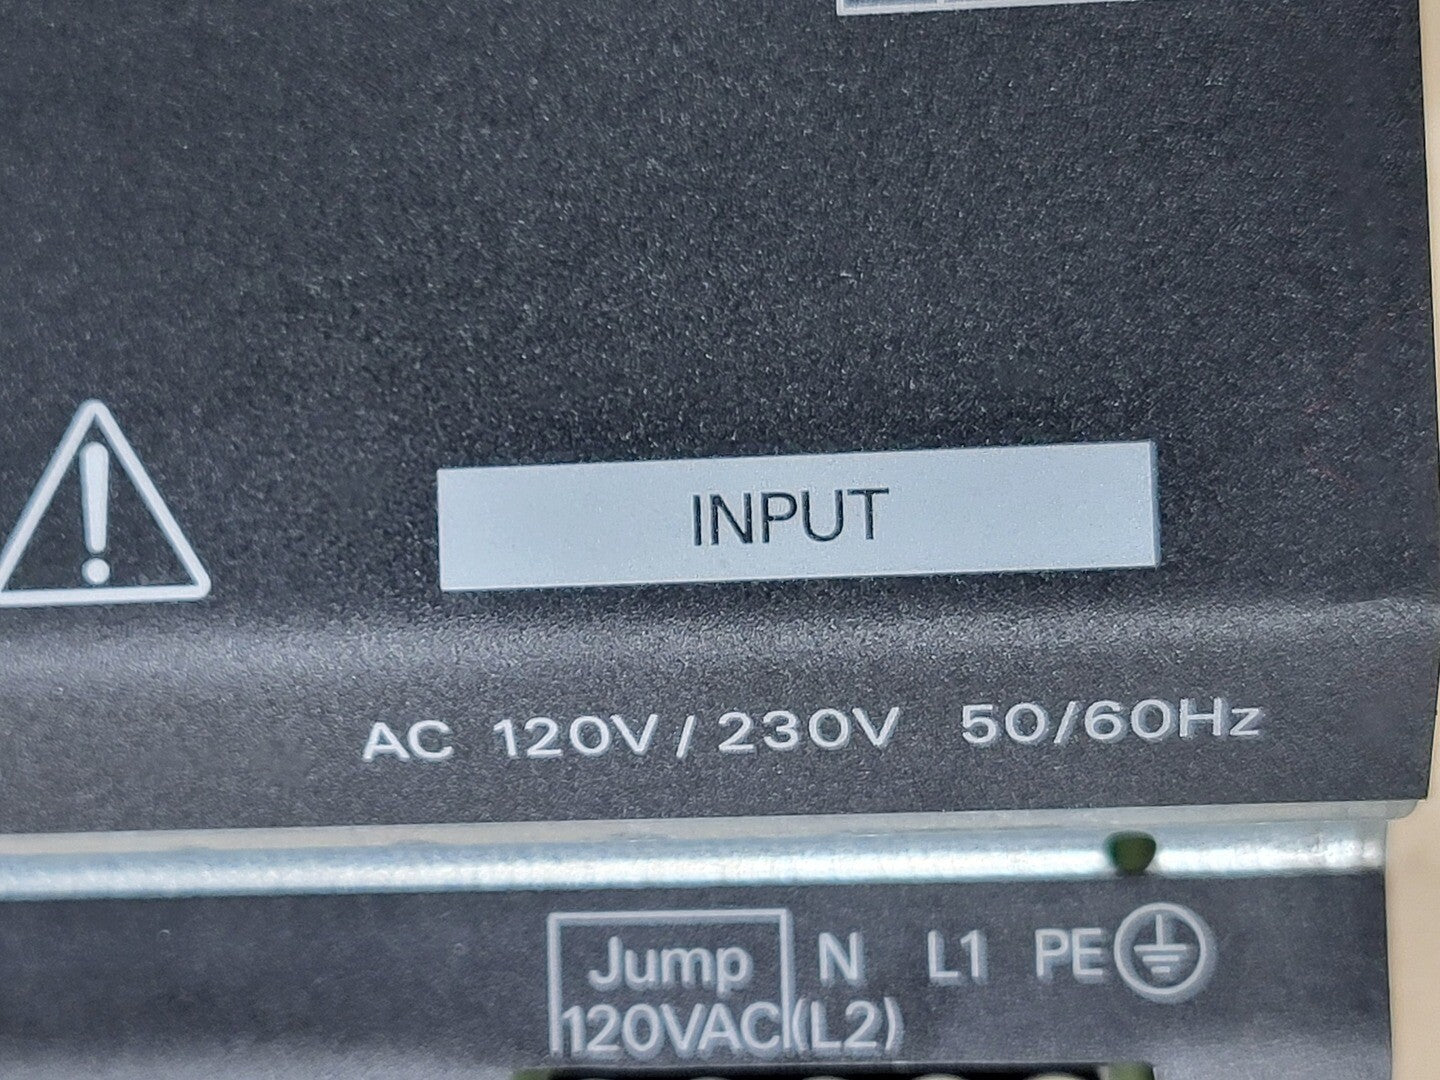 INPUT
AC 120V / 230V 50/60Hz
Jump N L1 PE
120VAC (L2)